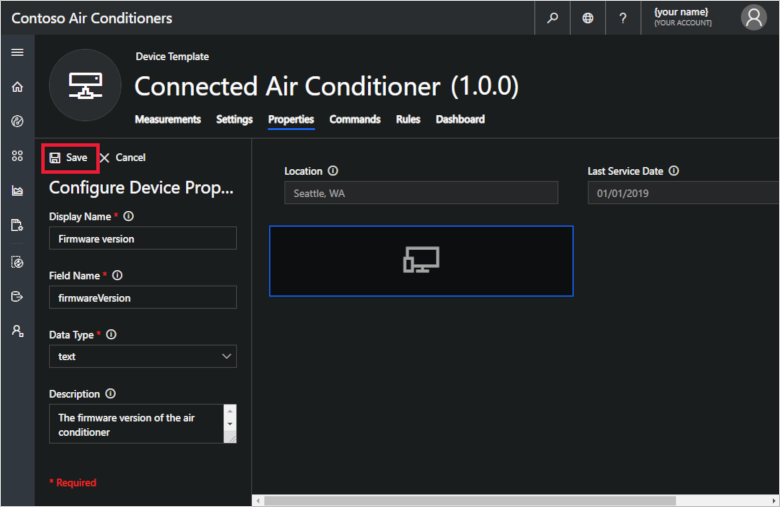 Contoso Air Conditioners
?
{your name}
{YOUR ACCOUNT}
Device Template
Connected Air Conditioner (1.0.0)
Measurements Settings Properties Commands Rules Dashboard
Save Cancel
Configure Device Prop...
Display Name *
Firmware version
Field Name *
firmwareVersion
Data Type *
text
Description
The firmware version of the air
conditioner
* Required
Location
Seattle, WA
Last Service Date
01/01/2019